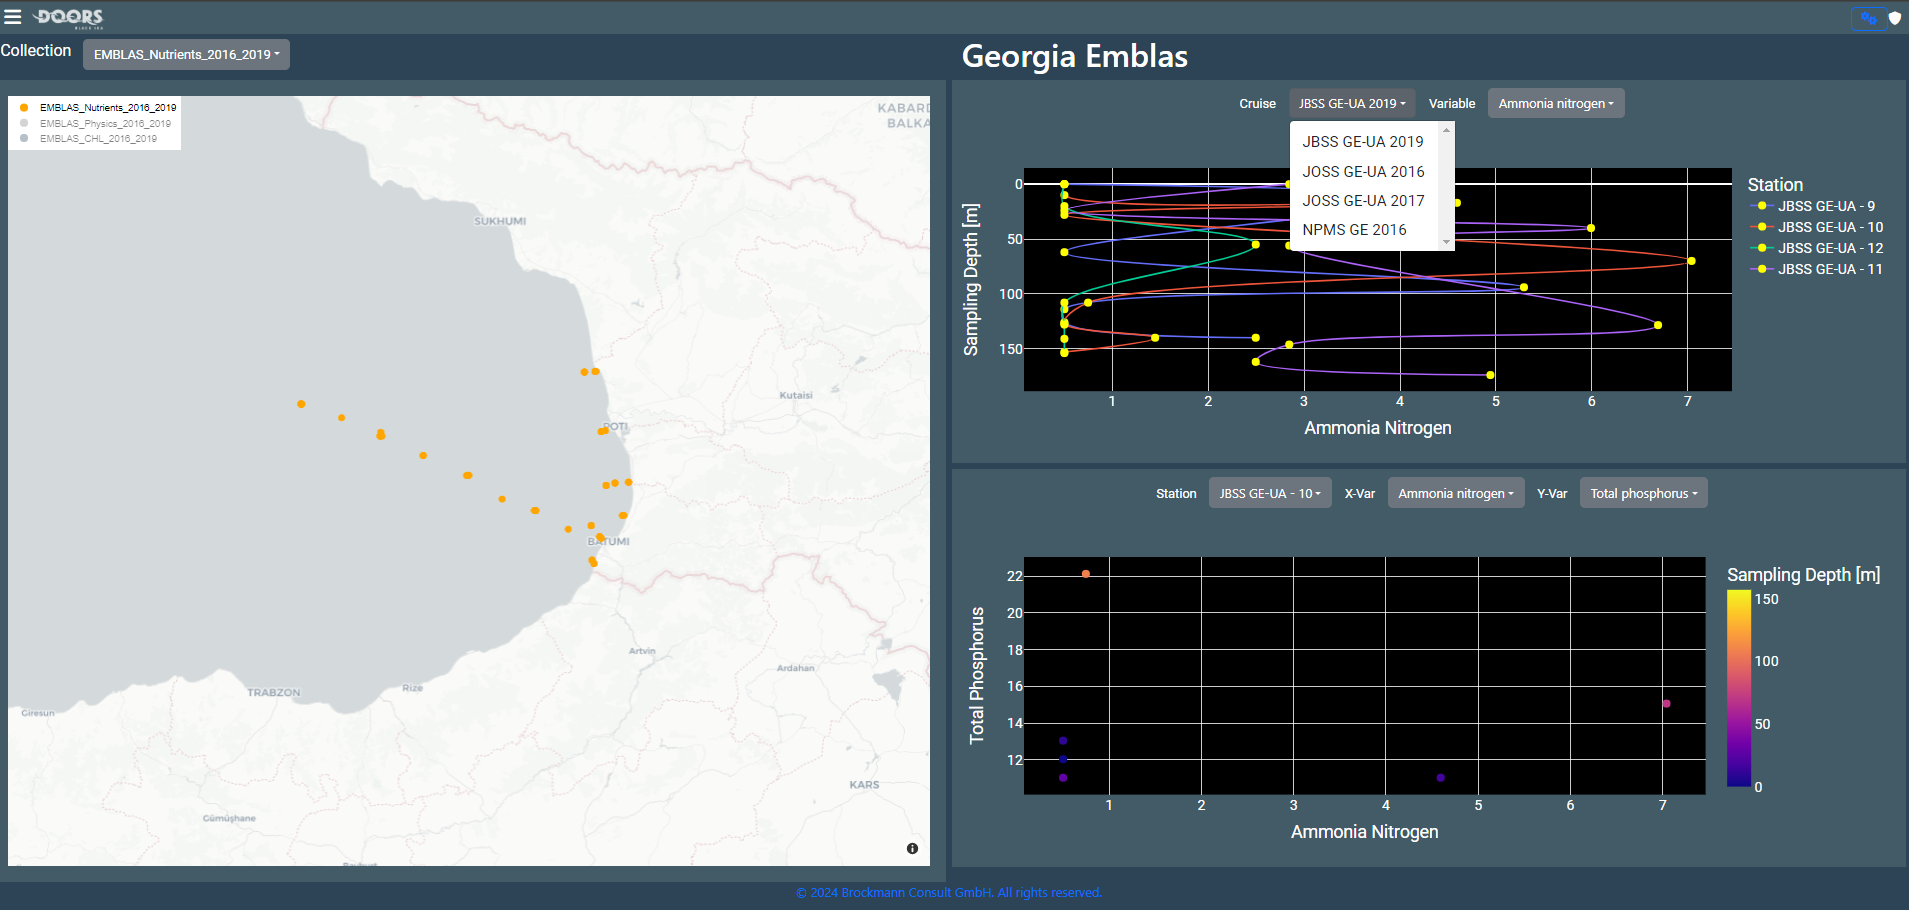 DOORS
BLACK SEA
Collection
EMBLAS_Nutrients_2016_2019
Georgia Emblas
EMBLAS_Nutrients_2016_2019
EMBLAS_Physics_2016_2019
EMBLAS_CHL_2016_2019
KABARD
BALKA
SUKHUMI
Kutaisi
POTI
BATUMI
Artvin
Ardahan
TRABZON
Rize
Giresun
KARS
Gümüşhane
Bayburt
Cruise
JBSS GE-UA 2019
Variable
Ammonia nitrogen
JBSS GE-UA 2019
JOSS GE-UA 2016
JOSS GE-UA 2017
NPMS GE 2016
Sampling Depth [m]
0
50
100
150
1 2 3 4 5 6 7
Ammonia Nitrogen
Station
JBSS GE-UA - 9
JBSS GE-UA - 10
JBSS GE-UA - 12
JBSS GE-UA - 11
Station
JBSS GE-UA - 10
X-Var
Ammonia nitrogen
Y-Var
Total phosphorus
Total Phosphorus
22
20
18
16
14
12
1 2 3 4 5 6 7
Ammonia Nitrogen
Sampling Depth [m]
150
100
50
0
© 2024 Brockmann Consult GmbH. All rights reserved.